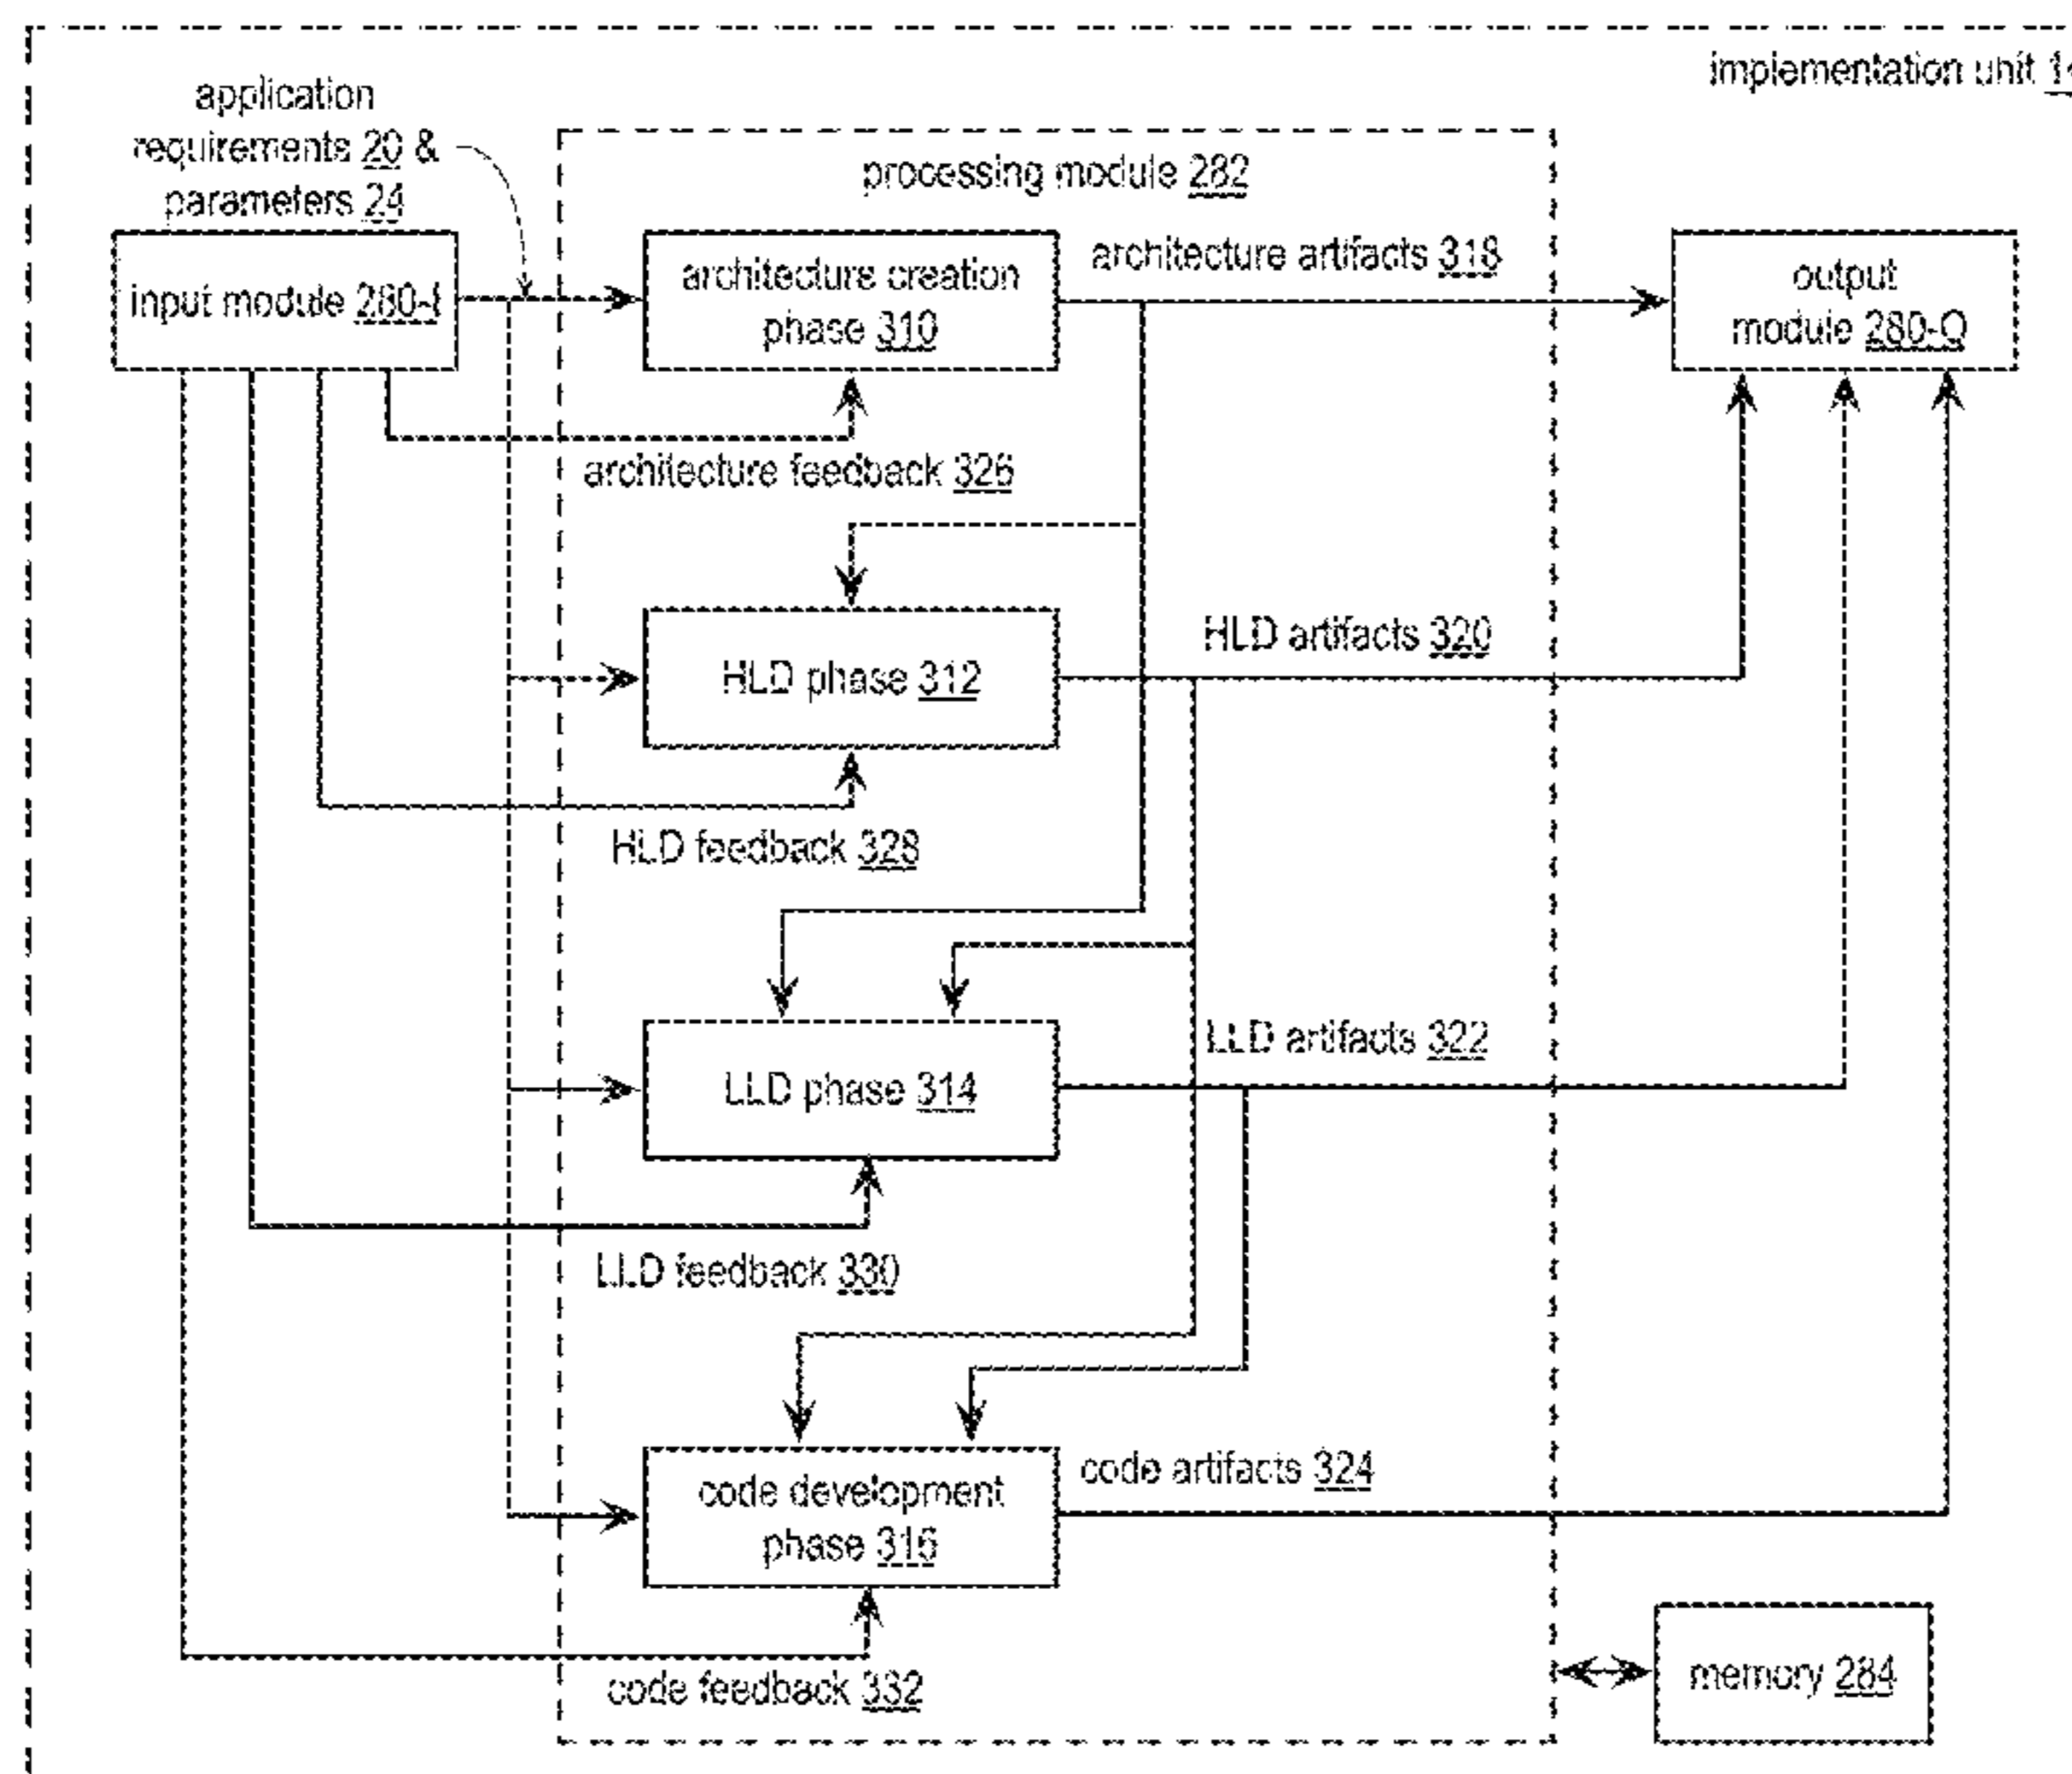 implementation unit
application
requirements 20 &
parameters 24
processing module 282
input module 280-I
architecture creation
phase 310
architecture artifacts 318
output
module 280-O
architecture feedback 326
HLD artifacts 320
HLD phase 312
HLD feedback 328
LLD artifacts 322
LLD phase 314
LLD feedback 330
code artifacts 324
code development
phase 316
memory 284
code feedback 332